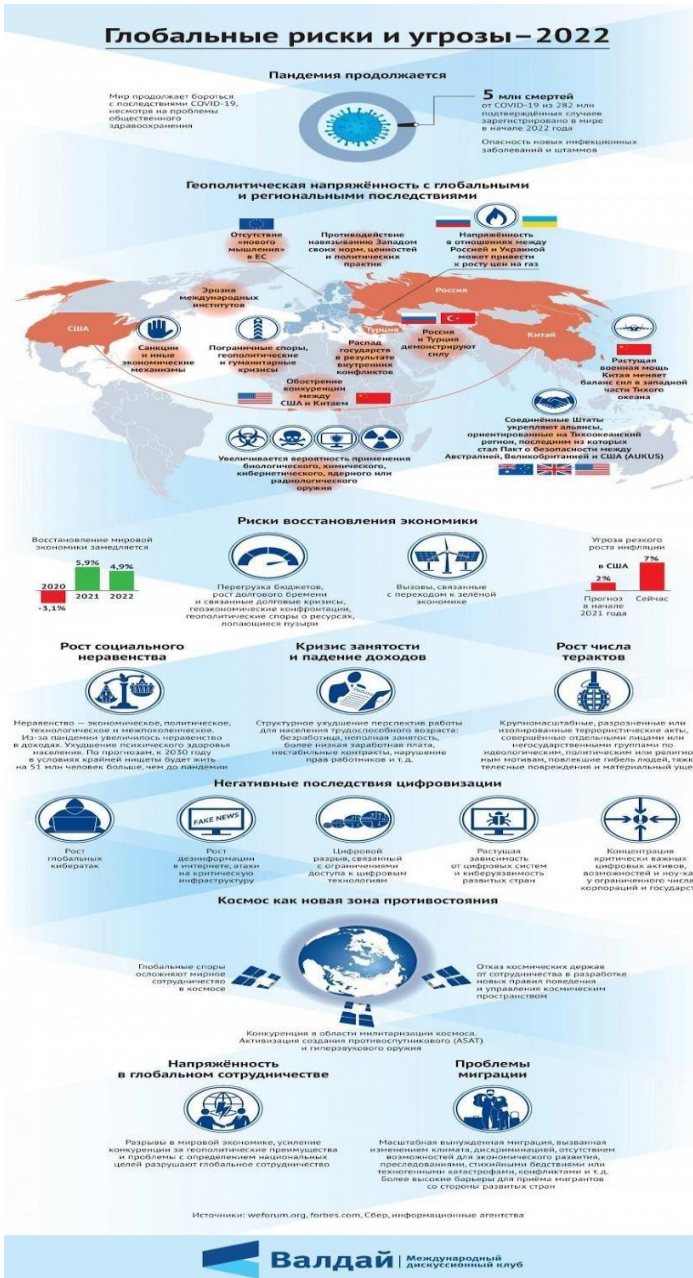 Глобальные риски и угрозы–2022
Пандемия продолжается
Мир продолжает бороться
с последствиями COVID-19,
несмотря на проблемы
общественного
здравоохранения
5 млн смертей
от COVID-19 из 282 млн
подтверждённых случаев
зарегистрировано в мире
в начале 2022 года
Опасность новых инфекционных
заболеваний и штаммов
Геополитическая напряжённость с глобальными
и региональными последствиями
Отсутствие
«нового
мышления»
в ЕС
Противодействие
навязыванию Западом
своих норм, ценностей
и политических
практик
Напряжённость
в отношениях между
Россией и Украиной
может привести
к росту цен на газ
Эрозия
международных
институтов
Россия
США
Санкции
и иные
экономические
механизмы
Пограничные споры,
геополитические
и гуманитарные
кризисы
Турция
Распад
государств
в результате
внутренних
конфликтов
Россия
и Турция
демонстрируют
силу
Китай
Растущая
военная мощь
Китая меняет
баланс сил в западной
части Тихого
океана
Обострение
конкуренции
между
США и Китаем
Соединённые Штаты
укрепляют альянсы,
ориентированные на Тихоокеанский
регион, последним из которых
стал Пакт о безопасности между
Австралией, Великобританией и США (AUKUS)
Увеличивается вероятность применения
биологического, химического,
кибернетического, ядерного или
радиологического
оружия
Риски восстановления экономики
Восстановление мировой
экономики замедляется
2020
-3,1%
5,9%
2021
4,9%
2022
Перегрузка бюджетов,
рост долгового бремени
и связанные долговые кризисы,
геоэкономические конфронтации,
геополитические споры о ресурсах,
лопающиеся пузыри
Вызовы, связанные
с переходом к зелёной
экономике
Угроза резкого
роста инфляции
в США
2%
7%
Прогноз
в начале
2021 года
Сейчас
Рост социального
неравенства
Неравенство — экономическое, политическое,
технологическое и межпоколенческое.
Из-за пандемии увеличилось неравенство
в доходах. Ухудшение психического здоровья
населения. По прогнозам, к 2030 году
в условиях крайней нищеты будет жить
на 51 млн человек больше, чем до пандемии
Кризис занятости
и падение доходов
Структурное ухудшение перспектив работы
для населения трудоспособного возраста:
безработица, неполная занятость,
более низкая заработная плата,
нестабильные контракты, нарушение
прав работников и т.д.
Рост числа
терактов
Крупномасштабные, разрозненные или
изолированные террористические акты,
совершённые отдельными лицами или
негосударственными группами по
идеологическим, политическим или религио
ным мотивам, повлекшие гибель людей, тяжк
телесные повреждения и материальный уще
Негативные последствия цифровизации
Рост
глобальных
кибератак
FAKE NEWS
Рост
дезинформации
в интернете, атаки
на критическую
инфраструктуру
Цифровой
разрыв, связанный
с ограничениями
доступа к цифровым
технологиям
Растущая
зависимость
от цифровых систем
и киберуязвимость
развитых стран
Концентрация
критически важных
цифровых активов,
возможностей и ноу-ха
у ограниченного числа
корпораций и государст
Космос как новая зона противостояния
Глобальные споры
осложняют мирное
сотрудничество
в космосе
Отказ космических держав
от сотрудничества в разработке
новых правил поведения
и управления космическим
пространством
Конкуренция в области милитаризации космоса.
Активизация создания противоспутникового (ASAT)
и гиперзвукового оружия
Напряжённость
в глобальном сотрудничестве
Разрывы в мировой экономике, усиление
конкуренции за геополитические преимущества
и проблемы с определением национальных
целей разрушают глобальное сотрудничество
Проблемы
миграции
Масштабная вынужденная миграция, вызванная
изменением климата, дискриминацией, отсутствием
возможностей для экономического развития,
преследованиями, стихийными бедствиями или
техногенными катастрофами, конфликтами и т. д.
Более высокие барьеры для приёма мигрантов
со стороны развитых стран
Источники: weforum.org, forbes.com, Сбер, информационные агентства
Валдай
Международный
дискуссионный клуб